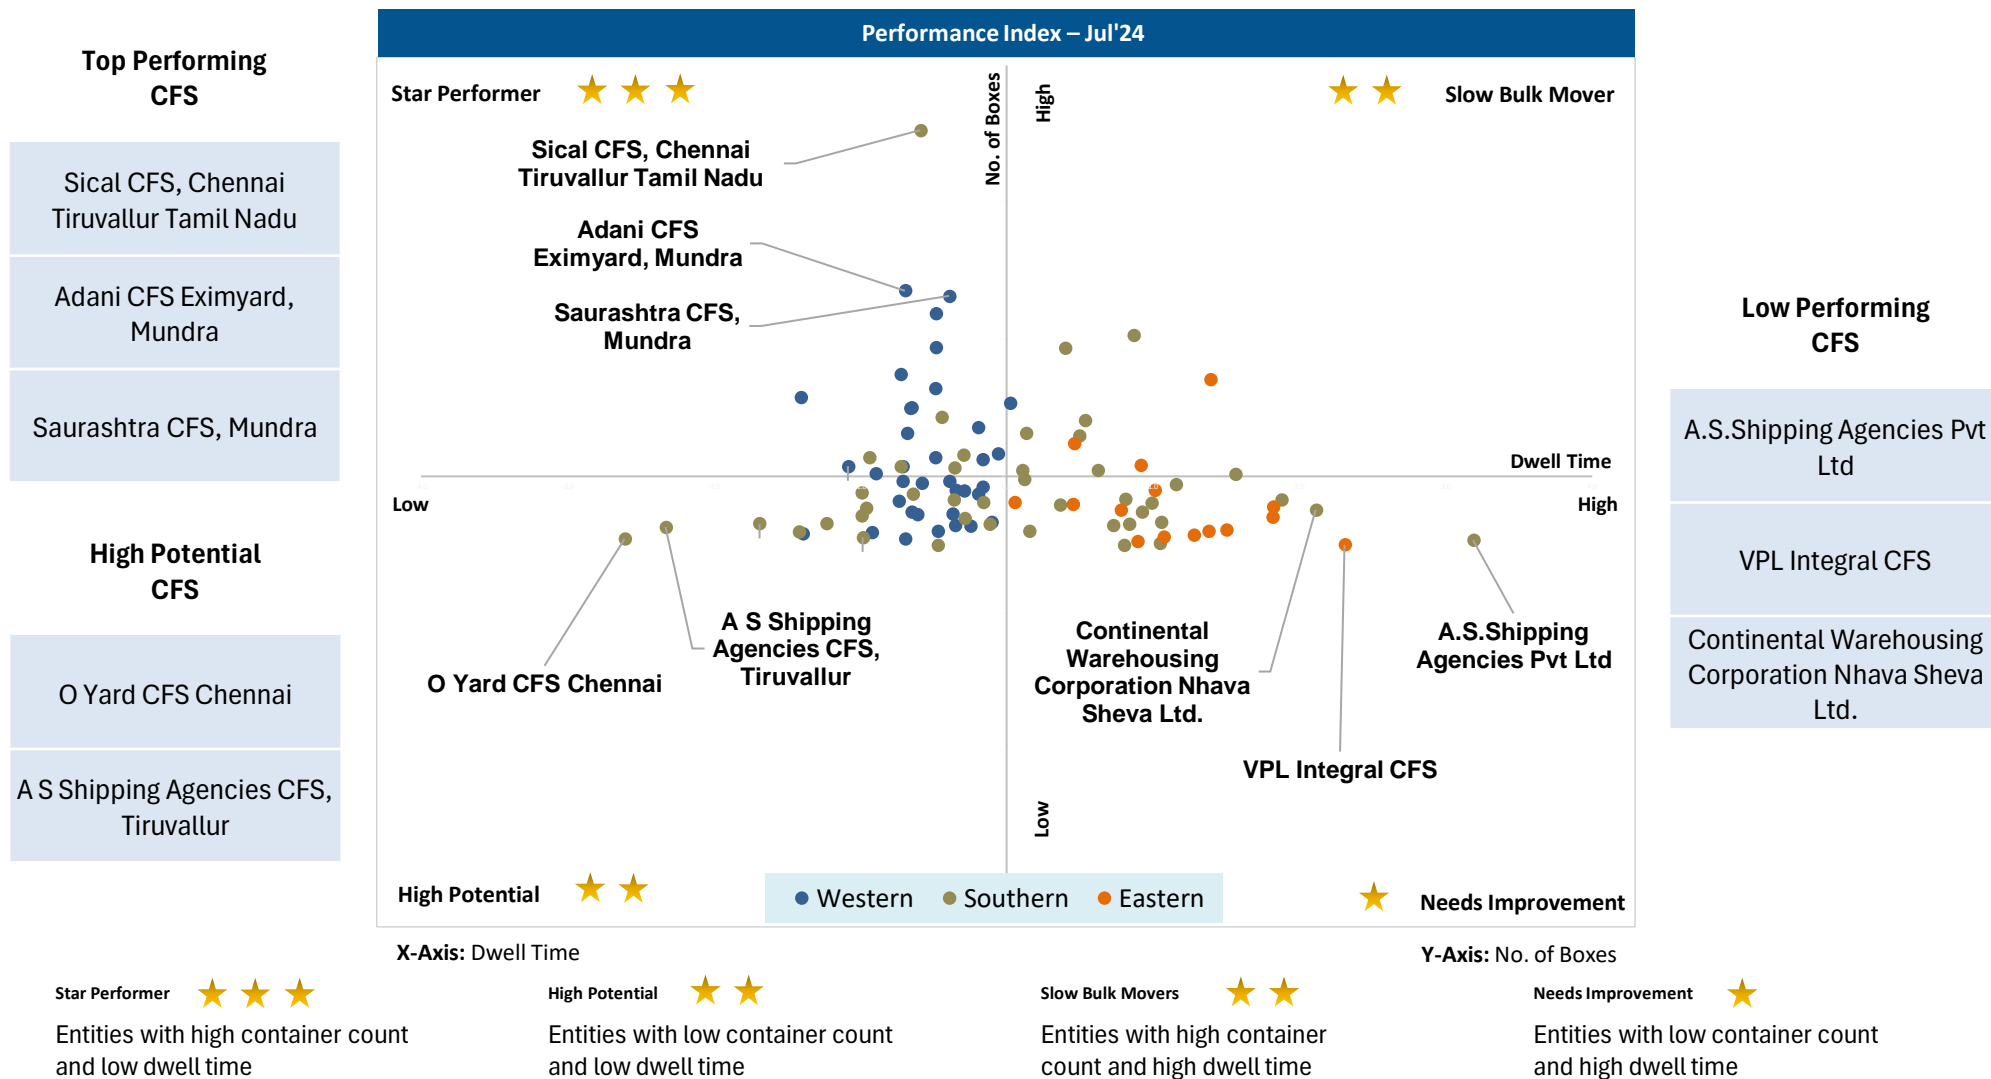 Performance Index – Jul'24
Top Performing
CFS
Sical CFS, Chennai
Tiruvallur Tamil Nadu
Adani CFS Eximyard,
Mundra
Saurashtra CFS, Mundra
High Potential
CFS
O Yard CFS Chennai
A S Shipping Agencies CFS,
Tiruvallur
Star Performer
Slow Bulk Mover
No. of Boxes
High
Sical CFS, Chennai
Tiruvallur Tamil Nadu
Adani CFS
Eximyard, Mundra
Saurashtra CFS,
Mundra
Dwell Time
Low
High
A S Shipping
Agencies CFS,
Tiruvallur
O Yard CFS Chennai
Continental
Warehousing
Corporation Nhava
Sheva Ltd.
A.S.Shipping
Agencies Pvt Ltd
VPL Integral CFS
Low
High Potential
Western
Southern
Eastern
Needs Improvement
Low Performing
CFS
A.S.Shipping Agencies Pvt
Ltd
VPL Integral CFS
Continental Warehousing
Corporation Nhava Sheva
Ltd.
X-Axis: Dwell Time
Y-Axis: No. of Boxes
Star Performer
Entities with high container count
and low dwell time
High Potential
Entities with low container count
and low dwell time
Slow Bulk Movers
Entities with high container
count and high dwell time
Needs Improvement
Entities with low container count
and high dwell time